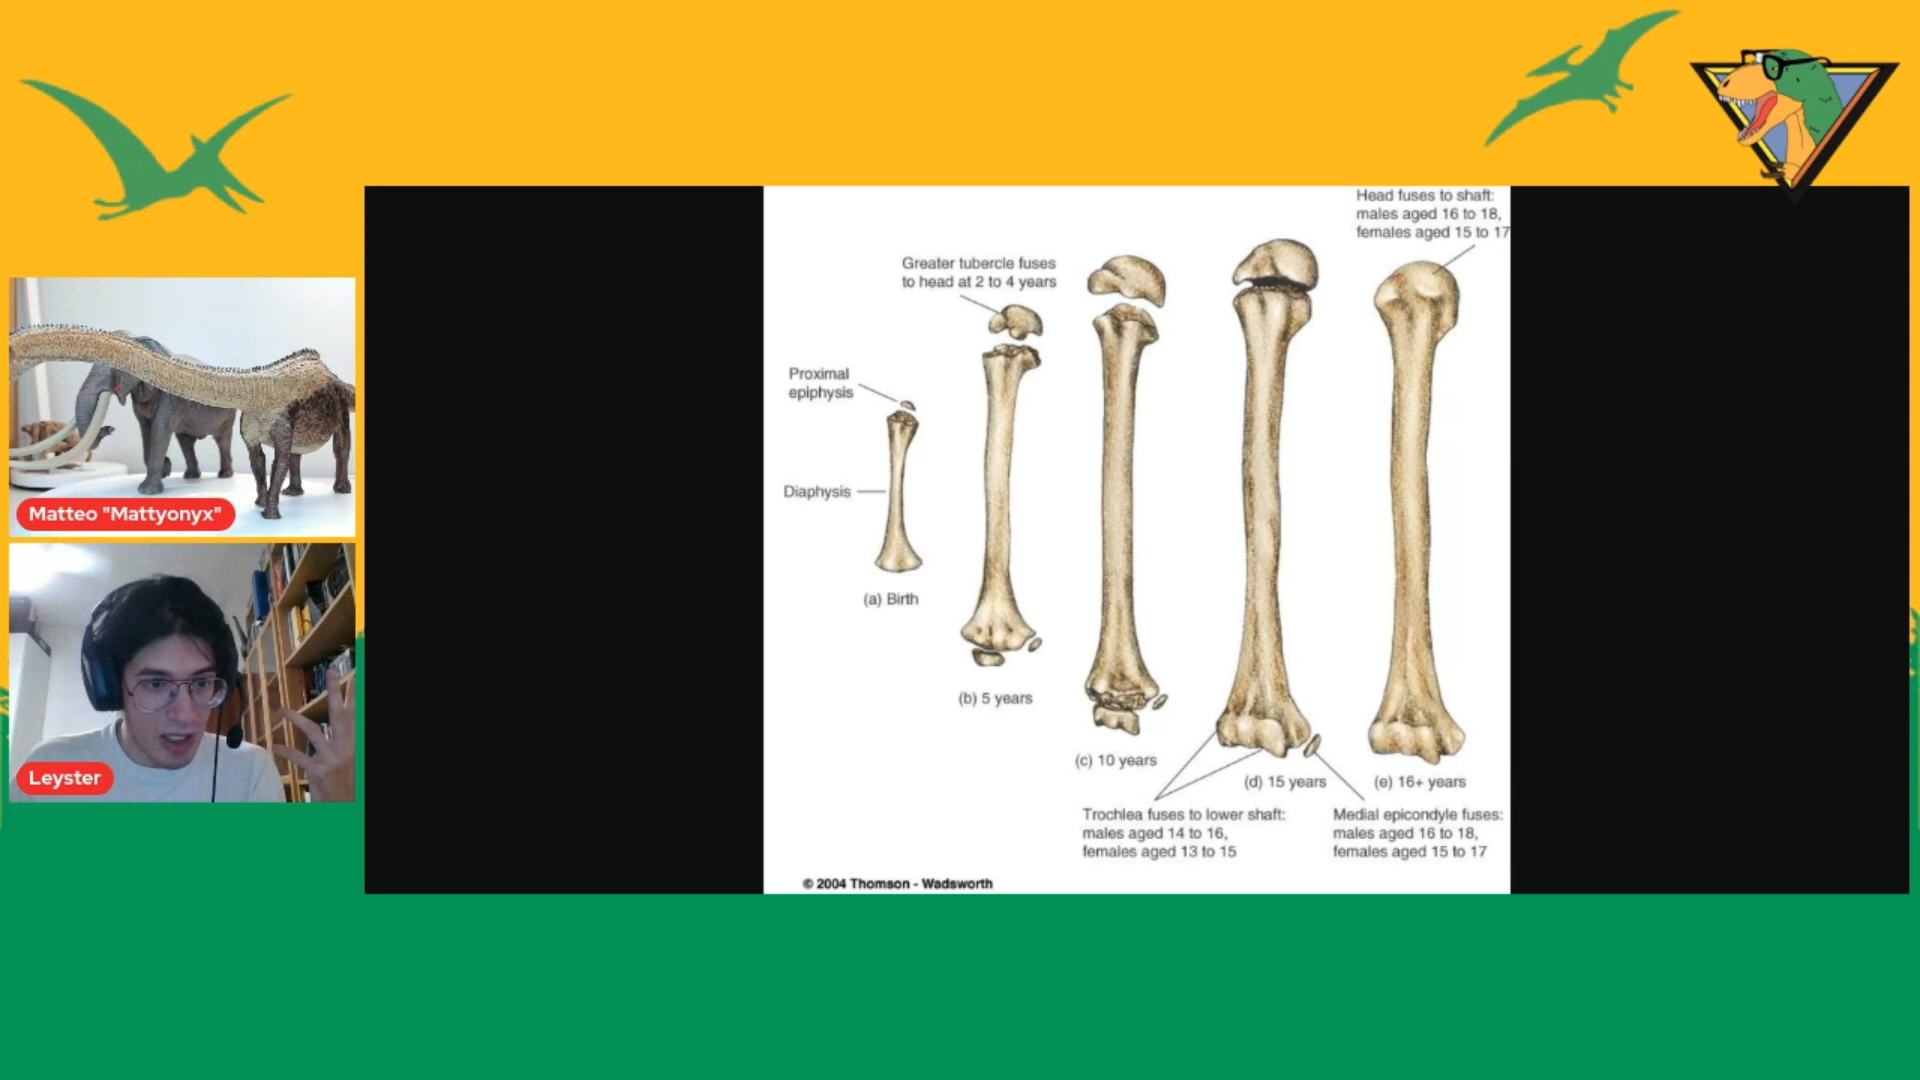 Head fuses to shaft:
males aged 16 to 18,
females aged 15 to 17
Greater tubercle fuses
to head at 2 to 4 years
Proximal
epiphysis
Diaphysis
(a) Birth
(b) 5 years
(c) 10 years
(d) 15 years
(e) 16+ years
Trochlea fuses to lower shaft:
males aged 14 to 16,
females aged 13 to 15
Medial epicondyle fuses:
males aged 16 to 18,
females aged 15 to 17
© 2004 Thomson - Wadsworth
Matteo "Mattyonyx"
Leyster